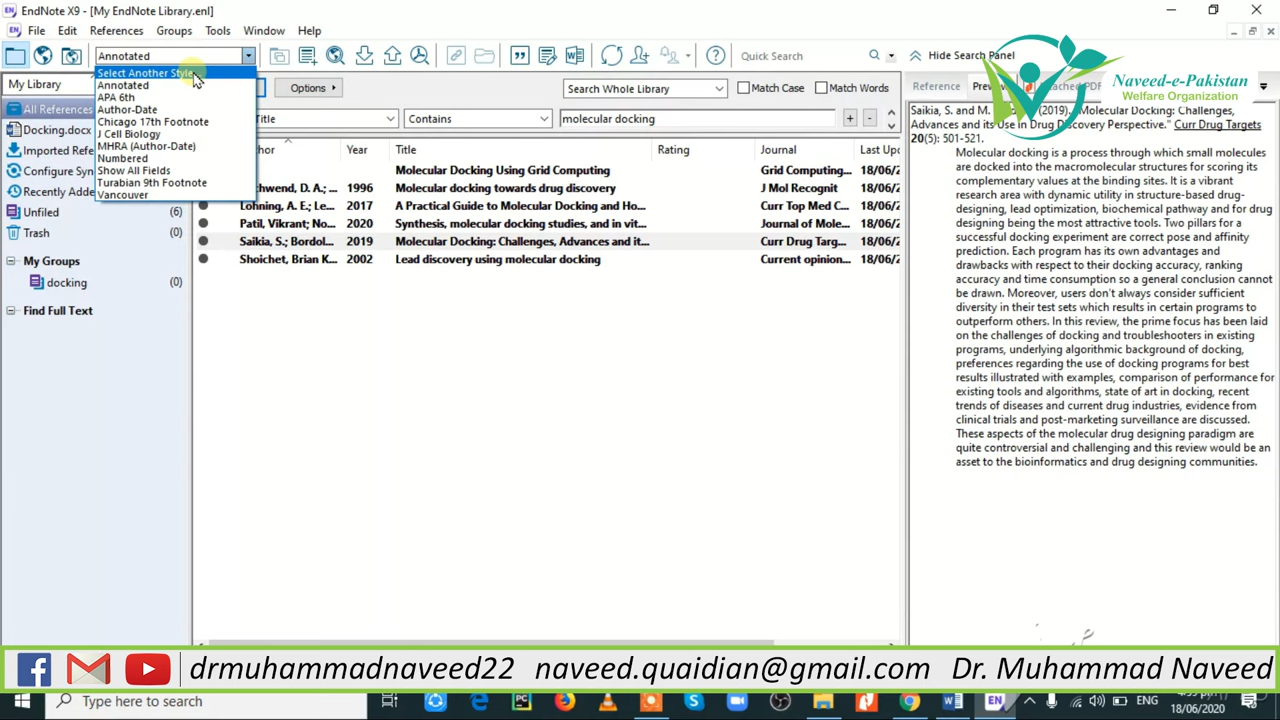 EndNote X9 - [My EndNote Library.enl]
File Edit References Groups Tools Window Help
Annotated
Quick Search
Hide Search Panel
Select Another Style...
Annotated
APA 6th
Author-Date
Chicago 17th Footnote
J Cell Biology
MHRA (Author-Date)
Numbered
Show All Fields
Turabian 9th Footnote
Vancouver
My Library
All References
Docking.docx
Imported Refe
Configure Syn
Recently Adde
Unfiled (6)
Trash (0)
My Groups
docking (0)
Find Full Text
Options
Search Whole Library
Match Case
Match Words
Title
Contains
molecular docking
hor Year Title Rating Journal Last Upd
Molecular Docking Using Grid Computing Grid Computing... 18/06/2
chwend, D. A.; ... 1996 Molecular docking towards drug discovery J Mol Recognit 18/06/2
Lohning, A. E.; Le... 2017 A Practical Guide to Molecular Docking and Ho... Curr Top Med C... 18/06/2
Patil, Vikrant; No... 2020 Synthesis, molecular docking studies, and in vit... Journal of Mole... 18/06/2
Saikia, S.; Bordol... 2019 Molecular Docking: Challenges, Advances and it... Curr Drug Targ... 18/06/2
Shoichet, Brian K... 2002 Lead discovery using molecular docking Current opinion... 18/06/2
Naveed-e-Pakistan
Welfare Organization
Reference
Saikia, S. and M. (2019). "Molecular Docking: Challenges,
Advances and its Use in Drug Discovery Perspective." Curr Drug Targets
20(5): 501-521.
Molecular docking is a process through which small molecules
are docked into the macromolecular structures for scoring its
complementary values at the binding sites. It is a vibrant
research area with dynamic utility in structure-based drug-
designing, lead optimization, biochemical pathway and for drug
designing being the most attractive tools. Two pillars for a
successful docking experiment are correct pose and affinity
prediction. Each program has its own advantages and
drawbacks with respect to their docking accuracy, ranking
accuracy and time consumption so a general conclusion cannot
be drawn. Moreover, users don't always consider sufficient
diversity in their test sets which results in certain programs to
outperform others. In this review, the prime focus has been laid
on the challenges of docking and troubleshooters in existing
programs, underlying algorithmic background of docking,
preferences regarding the use of docking programs for best
results illustrated with examples, comparison of performance for
existing tools and algorithms, state of art in docking, recent
trends of diseases and current drug industries, evidence from
clinical trials and post-marketing surveillance are discussed.
These aspects of the molecular drug designing paradigm are
quite controversial and challenging and this review would be an
asset to the bioinformatics and drug designing communities.
drmuhammadnaveed22 naveed.quaidian@gmail.com Dr. Muhammad Naveed
Type here to search
ENG
18/06/2020